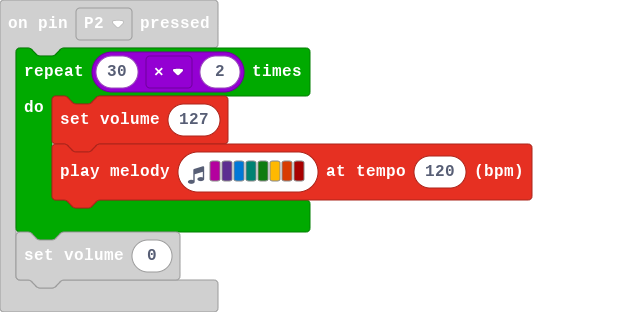 on pin P2 pressed
repeat 30 × 2 times
do
set volume 127
play melody at tempo 120 (bpm)
set volume 0